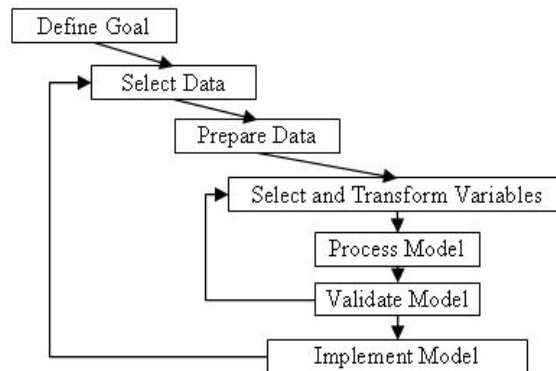 Define Goal
Select Data
Prepare Data
Select and Transform Variables
Process Model
Validate Model
Implement Model